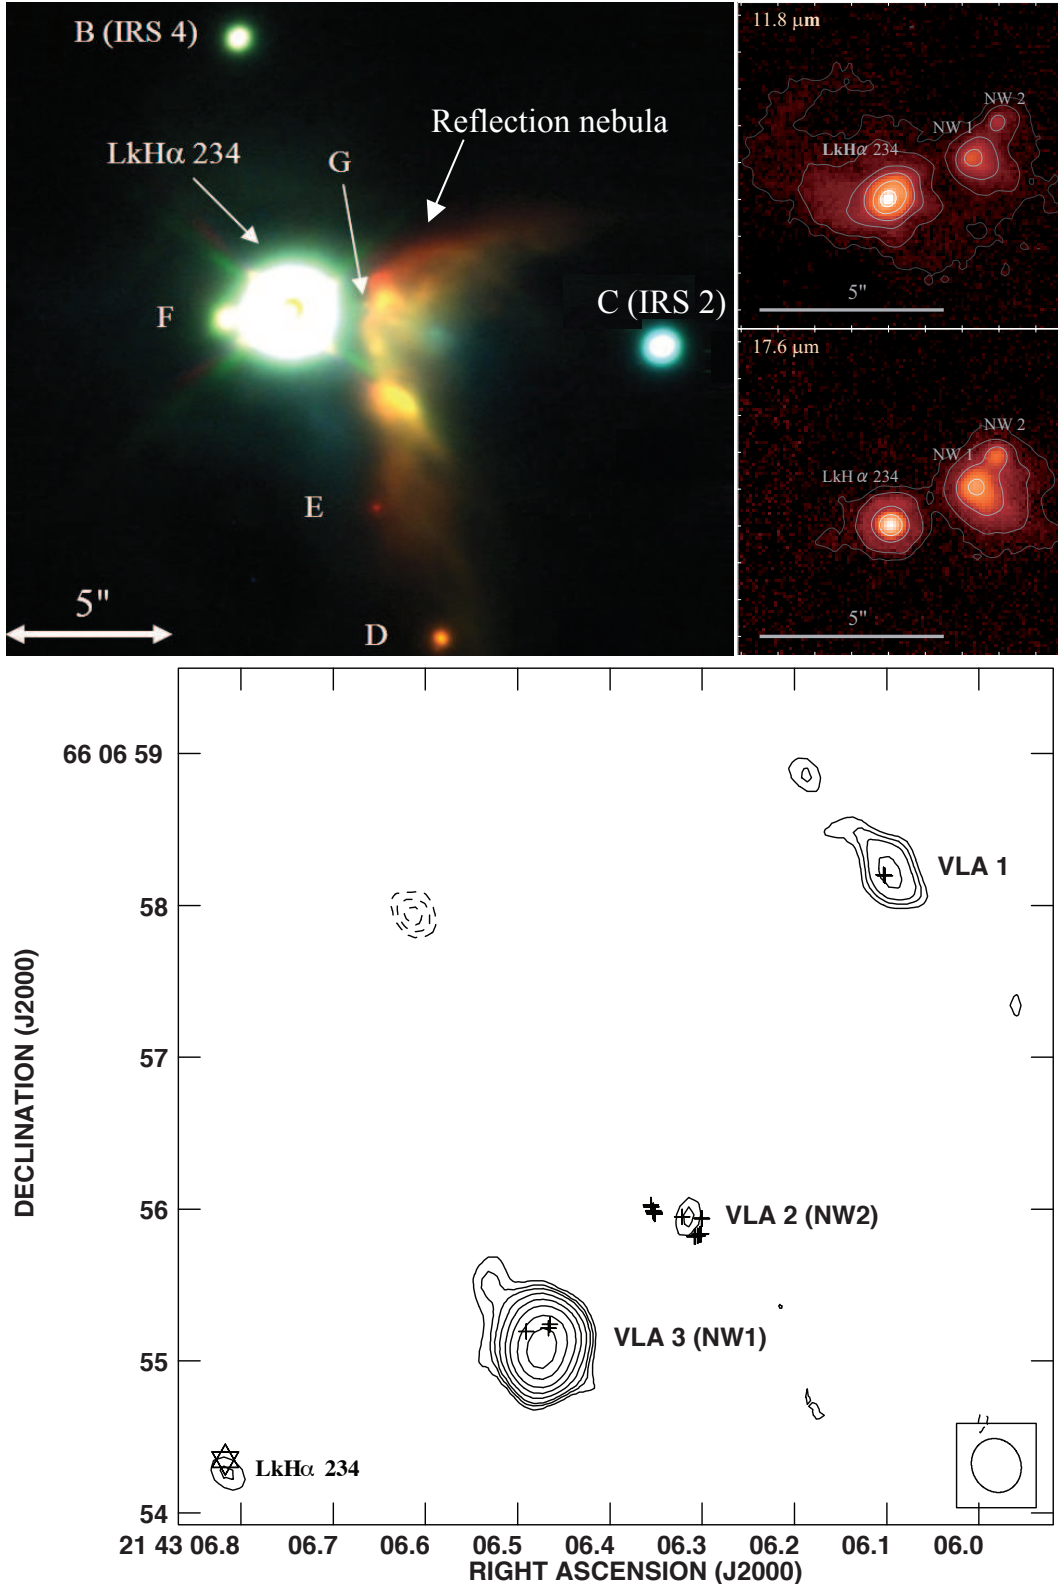 B (IRS 4)
Reflection nebula
LkHα 234
G
F
C (IRS 2)
E
5"
D
11.8 μm
NW 2
NW 1
LkHα 234
5"
17.6 μm
NW 2
NW 1
LkH α 234
5"
66 06 59
58
57
56
55
54
DECLINATION (J2000)
VLA 1
VLA 2 (NW2)
VLA 3 (NW1)
LkHα 234
21 43 06.8 06.7 06.6 06.5 06.4 06.3 06.2 06.1 06.0
RIGHT ASCENSION (J2000)